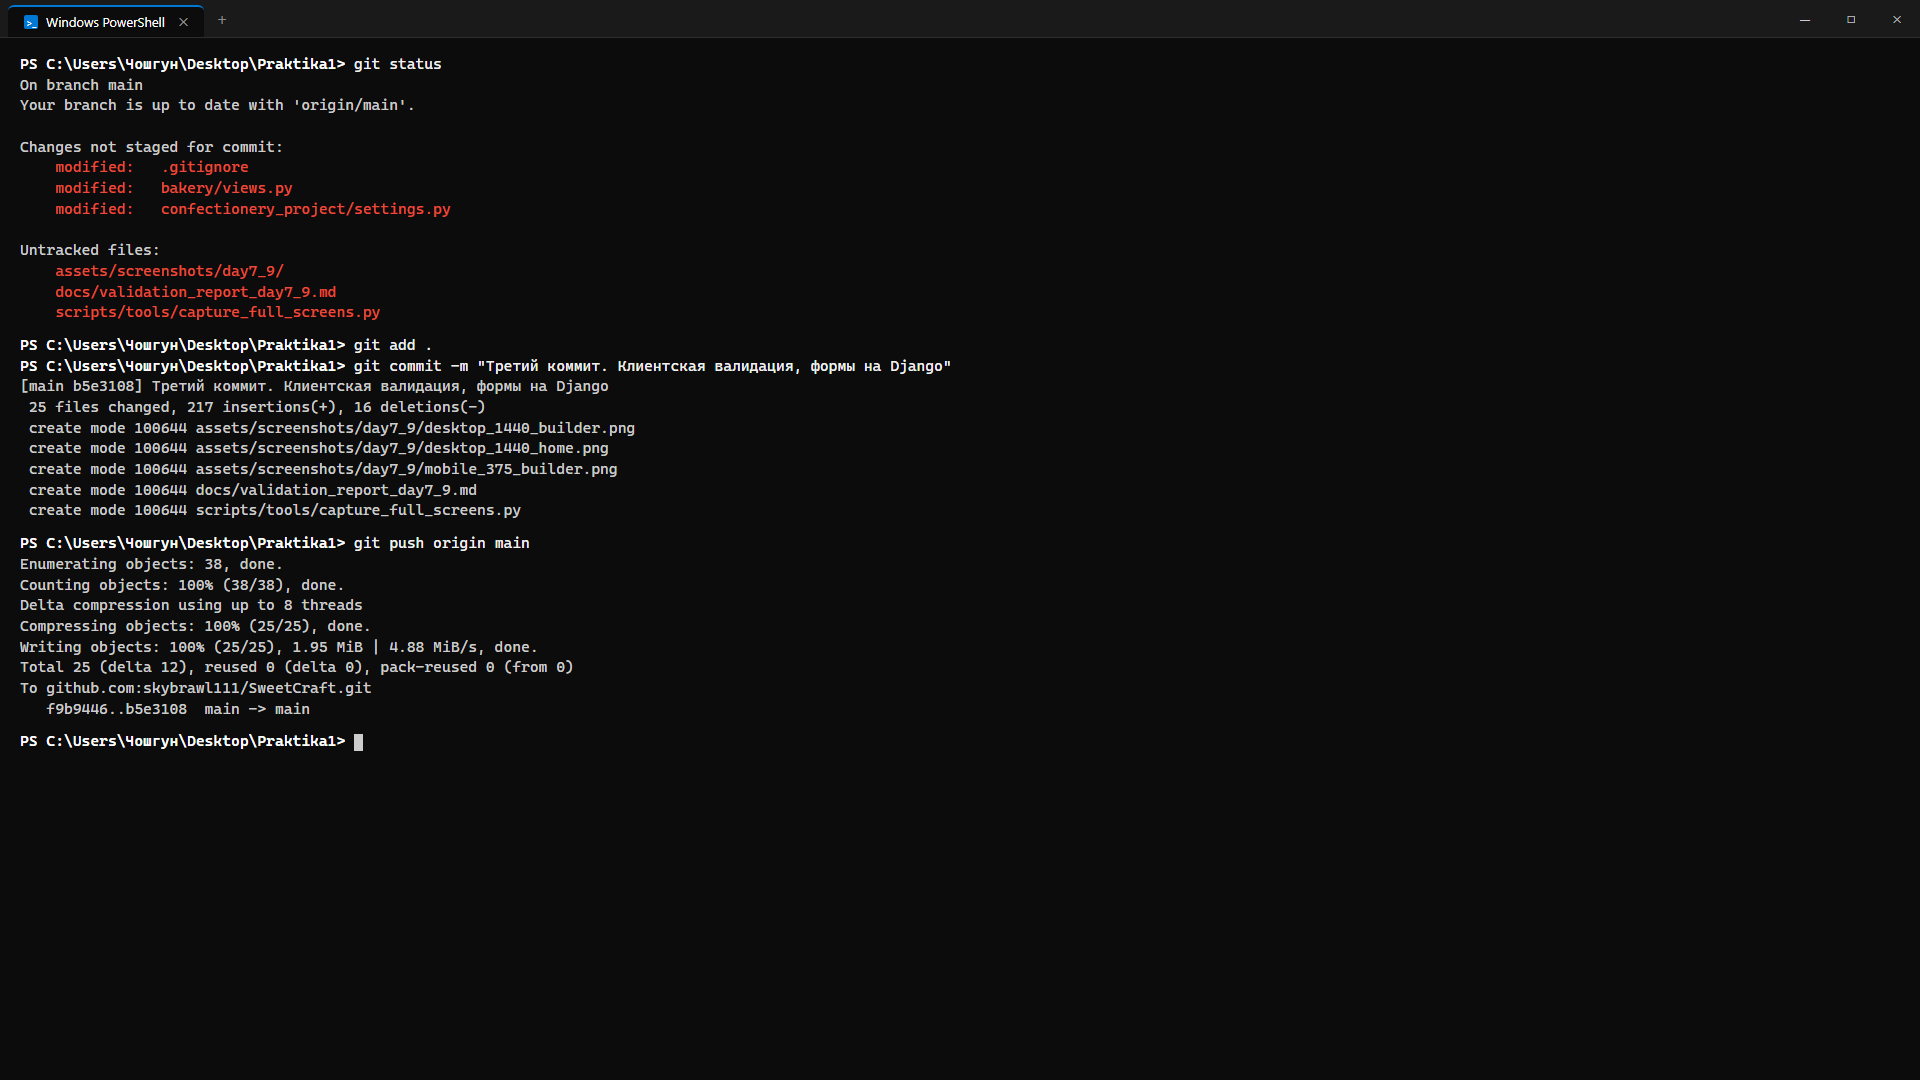 Windows PowerShell
PS C:\Users\Чошгун\Desktop\Praktika1> git status
On branch main
Your branch is up to date with 'origin/main'.
Changes not staged for commit:
modified:   .gitignore
modified:   bakery/views.py
modified:   confectionery_project/settings.py
Untracked files:
assets/screenshots/day7_9/
docs/validation_report_day7_9.md
scripts/tools/capture_full_screens.py
PS C:\Users\Чошгун\Desktop\Praktika1> git add .
PS C:\Users\Чошгун\Desktop\Praktika1> git commit -m "Третий коммит. Клиентская валидация, формы на Django"
[main b5e3108] Третий коммит. Клиентская валидация, формы на Django
25 files changed, 217 insertions(+), 16 deletions(-)
create mode 100644 assets/screenshots/day7_9/desktop_1440_builder.png
create mode 100644 assets/screenshots/day7_9/desktop_1440_home.png
create mode 100644 assets/screenshots/day7_9/mobile_375_builder.png
create mode 100644 docs/validation_report_day7_9.md
create mode 100644 scripts/tools/capture_full_screens.py
PS C:\Users\Чошгун\Desktop\Praktika1> git push origin main
Enumerating objects: 38, done.
Counting objects: 100% (38/38), done.
Delta compression using up to 8 threads
Compressing objects: 100% (25/25), done.
Writing objects: 100% (25/25), 1.95 MiB | 4.88 MiB/s, done.
Total 25 (delta 12), reused 0 (delta 0), pack-reused 0 (from 0)
To github.com:skybrawl111/SweetCraft.git
f9b9446..b5e3108  main -> main
PS C:\Users\Чошгун\Desktop\Praktika1>